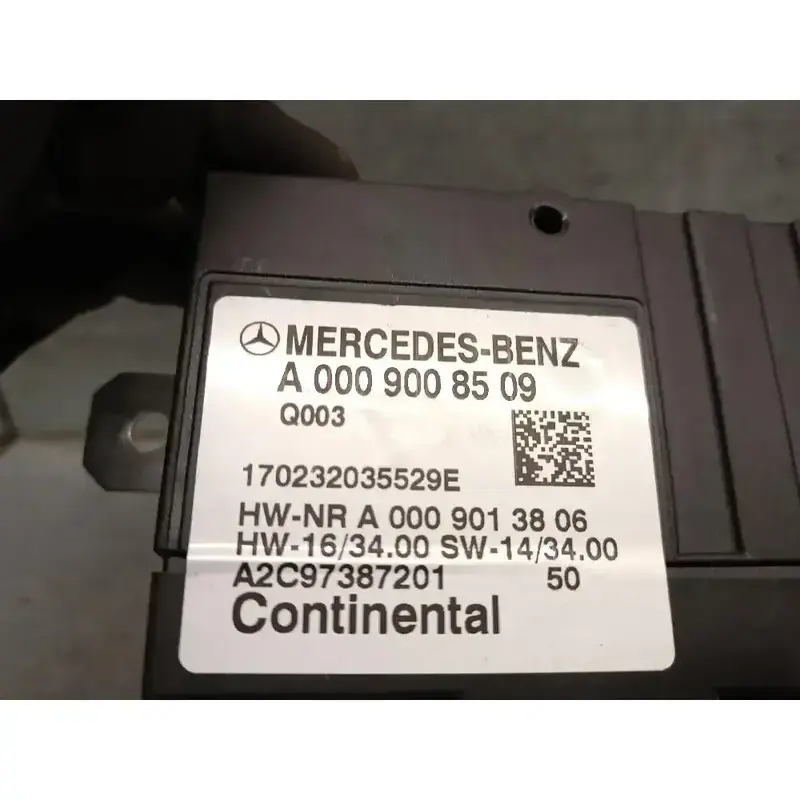 MERCEDES-BENZ
A 000 900 85 09
Q003
170232035529E
HW-NR A 000 901 38 06
HW-16/34.00 SW-14/34.00
A2C97387201 50
Continental